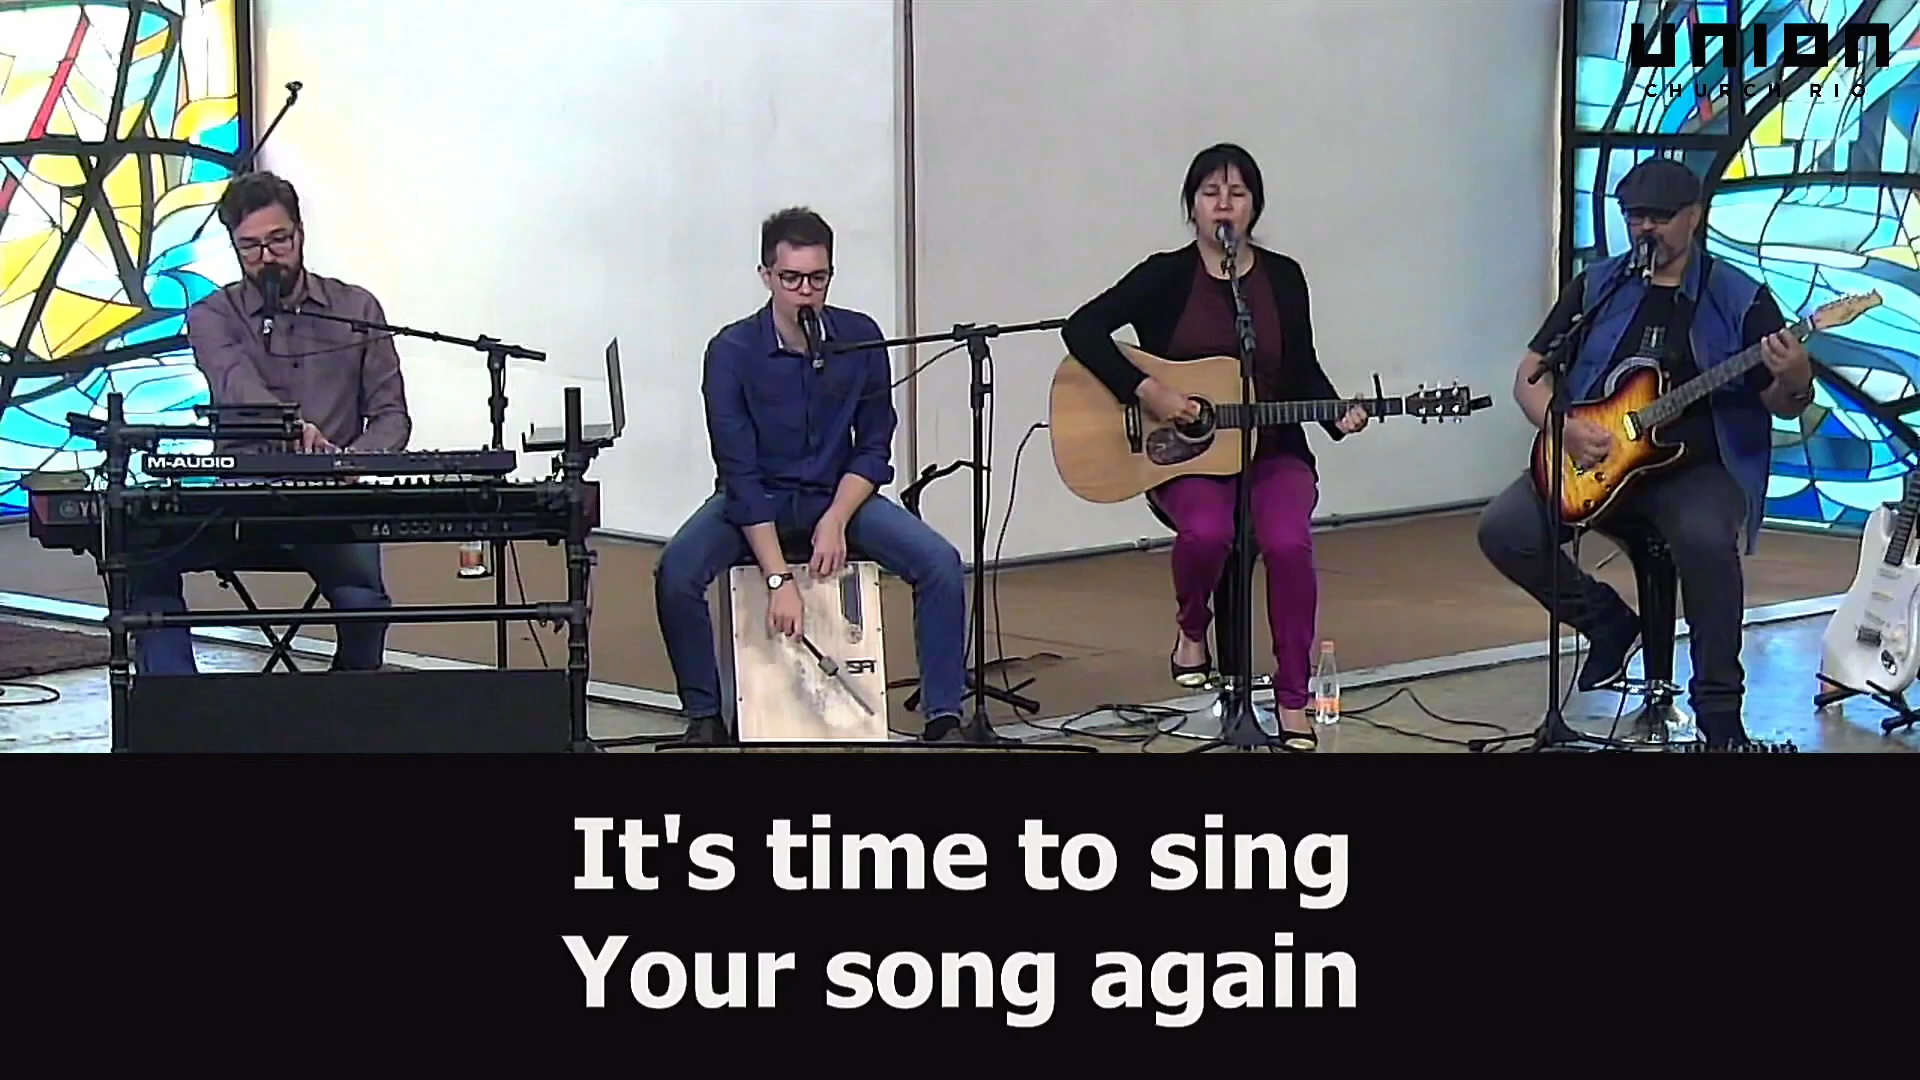 UNION
CHURCH RIO
M-AUDIO
It's time to sing
Your song again